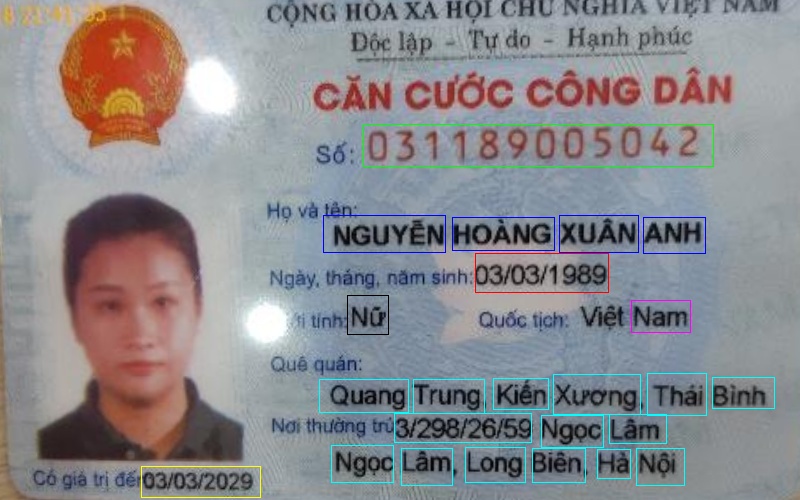 8 21:41:35
CỘNG HÒA XÃ HỘI CHỦ NGHĨA VIỆT NAM
Độc lập - Tự do - Hạnh phúc
CĂN CƯỚC CÔNG DÂN
Số: 031189005042
Họ và tên:
NGUYỄN HOÀNG XUÂN ANH
Ngày, tháng, năm sinh: 03/03/1989
tính: Nữ Quốc tịch: Việt Nam
Quê quán:
Quang Trung, Kiến Xương, Thái Bình
Nơi thường trú 3/298/26/59 Ngọc Lâm
Ngọc Lâm, Long Biên, Hà Nội
Có giá trị đến 03/03/2029